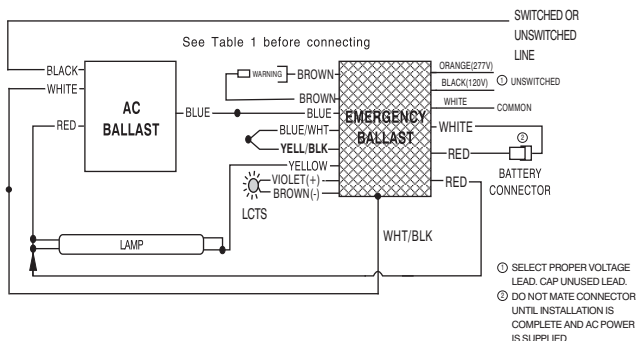 SWITCHED OR
UNSWITCHED
LINE
See Table 1 before connecting
BLACK
WHITE
RED
AC
BALLAST
BLUE
WARNING
BROWN
BROWN
BLUE
BLUE/WHT
YELL/BLK
YELLOW
VIOLET(+)
BROWN(-)
LCTS
EMERGENCY
BALLAST
ORANGE(277V)
BLACK(120V)
① UNSWITCHED
WHITE
COMMON
WHITE
RED
②
BATTERY
CONNECTOR
RED
WHT/BLK
LAMP
① SELECT PROPER VOLTAGE
LEAD. CAP UNUSED LEAD.
② DO NOT MATE CONNECTOR
UNTIL INSTALLATION IS
COMPLETE AND AC POWER
IS SUPPLIED